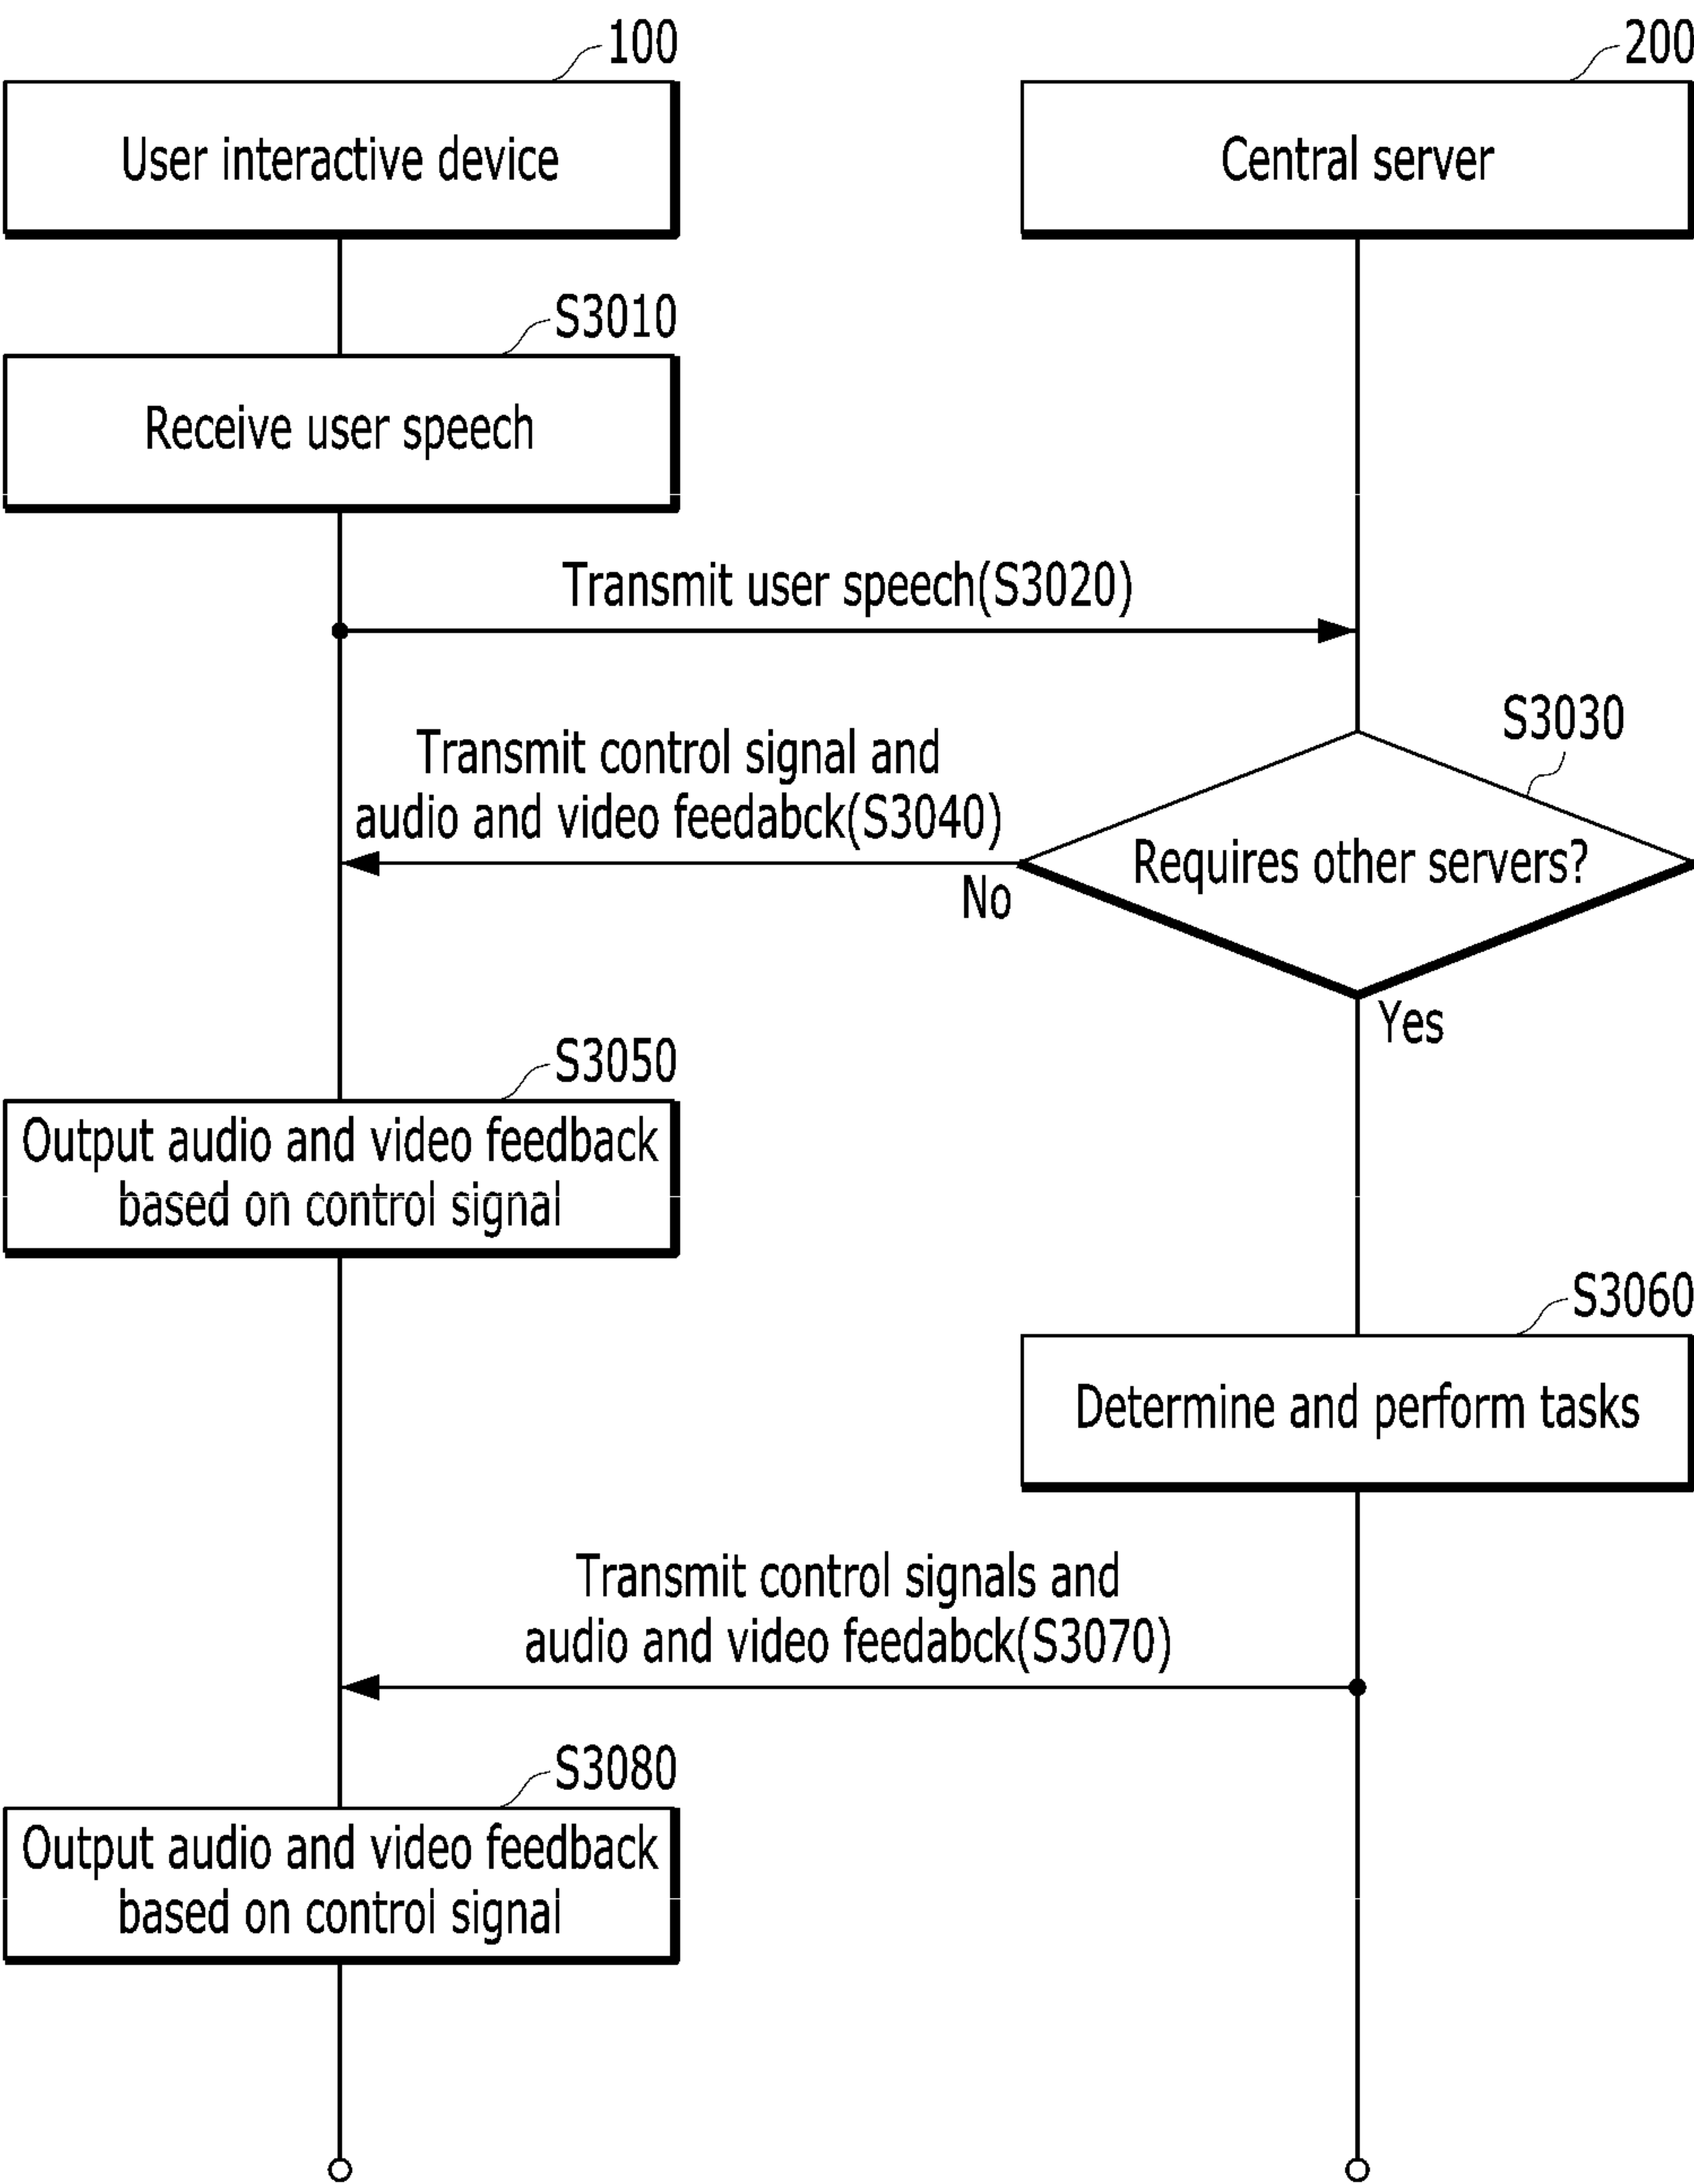 100
User interactive device
200
Central server
S3010
Receive user speech
Transmit user speech(S3020)
S3030
Transmit control signal and
audio and video feedabck(S3040)
Requires other servers?
No
Yes
S3050
Output audio and video feedback
based on control signal
S3060
Determine and perform tasks
Transmit control signals and
audio and video feedabck(S3070)
S3080
Output audio and video feedback
based on control signal